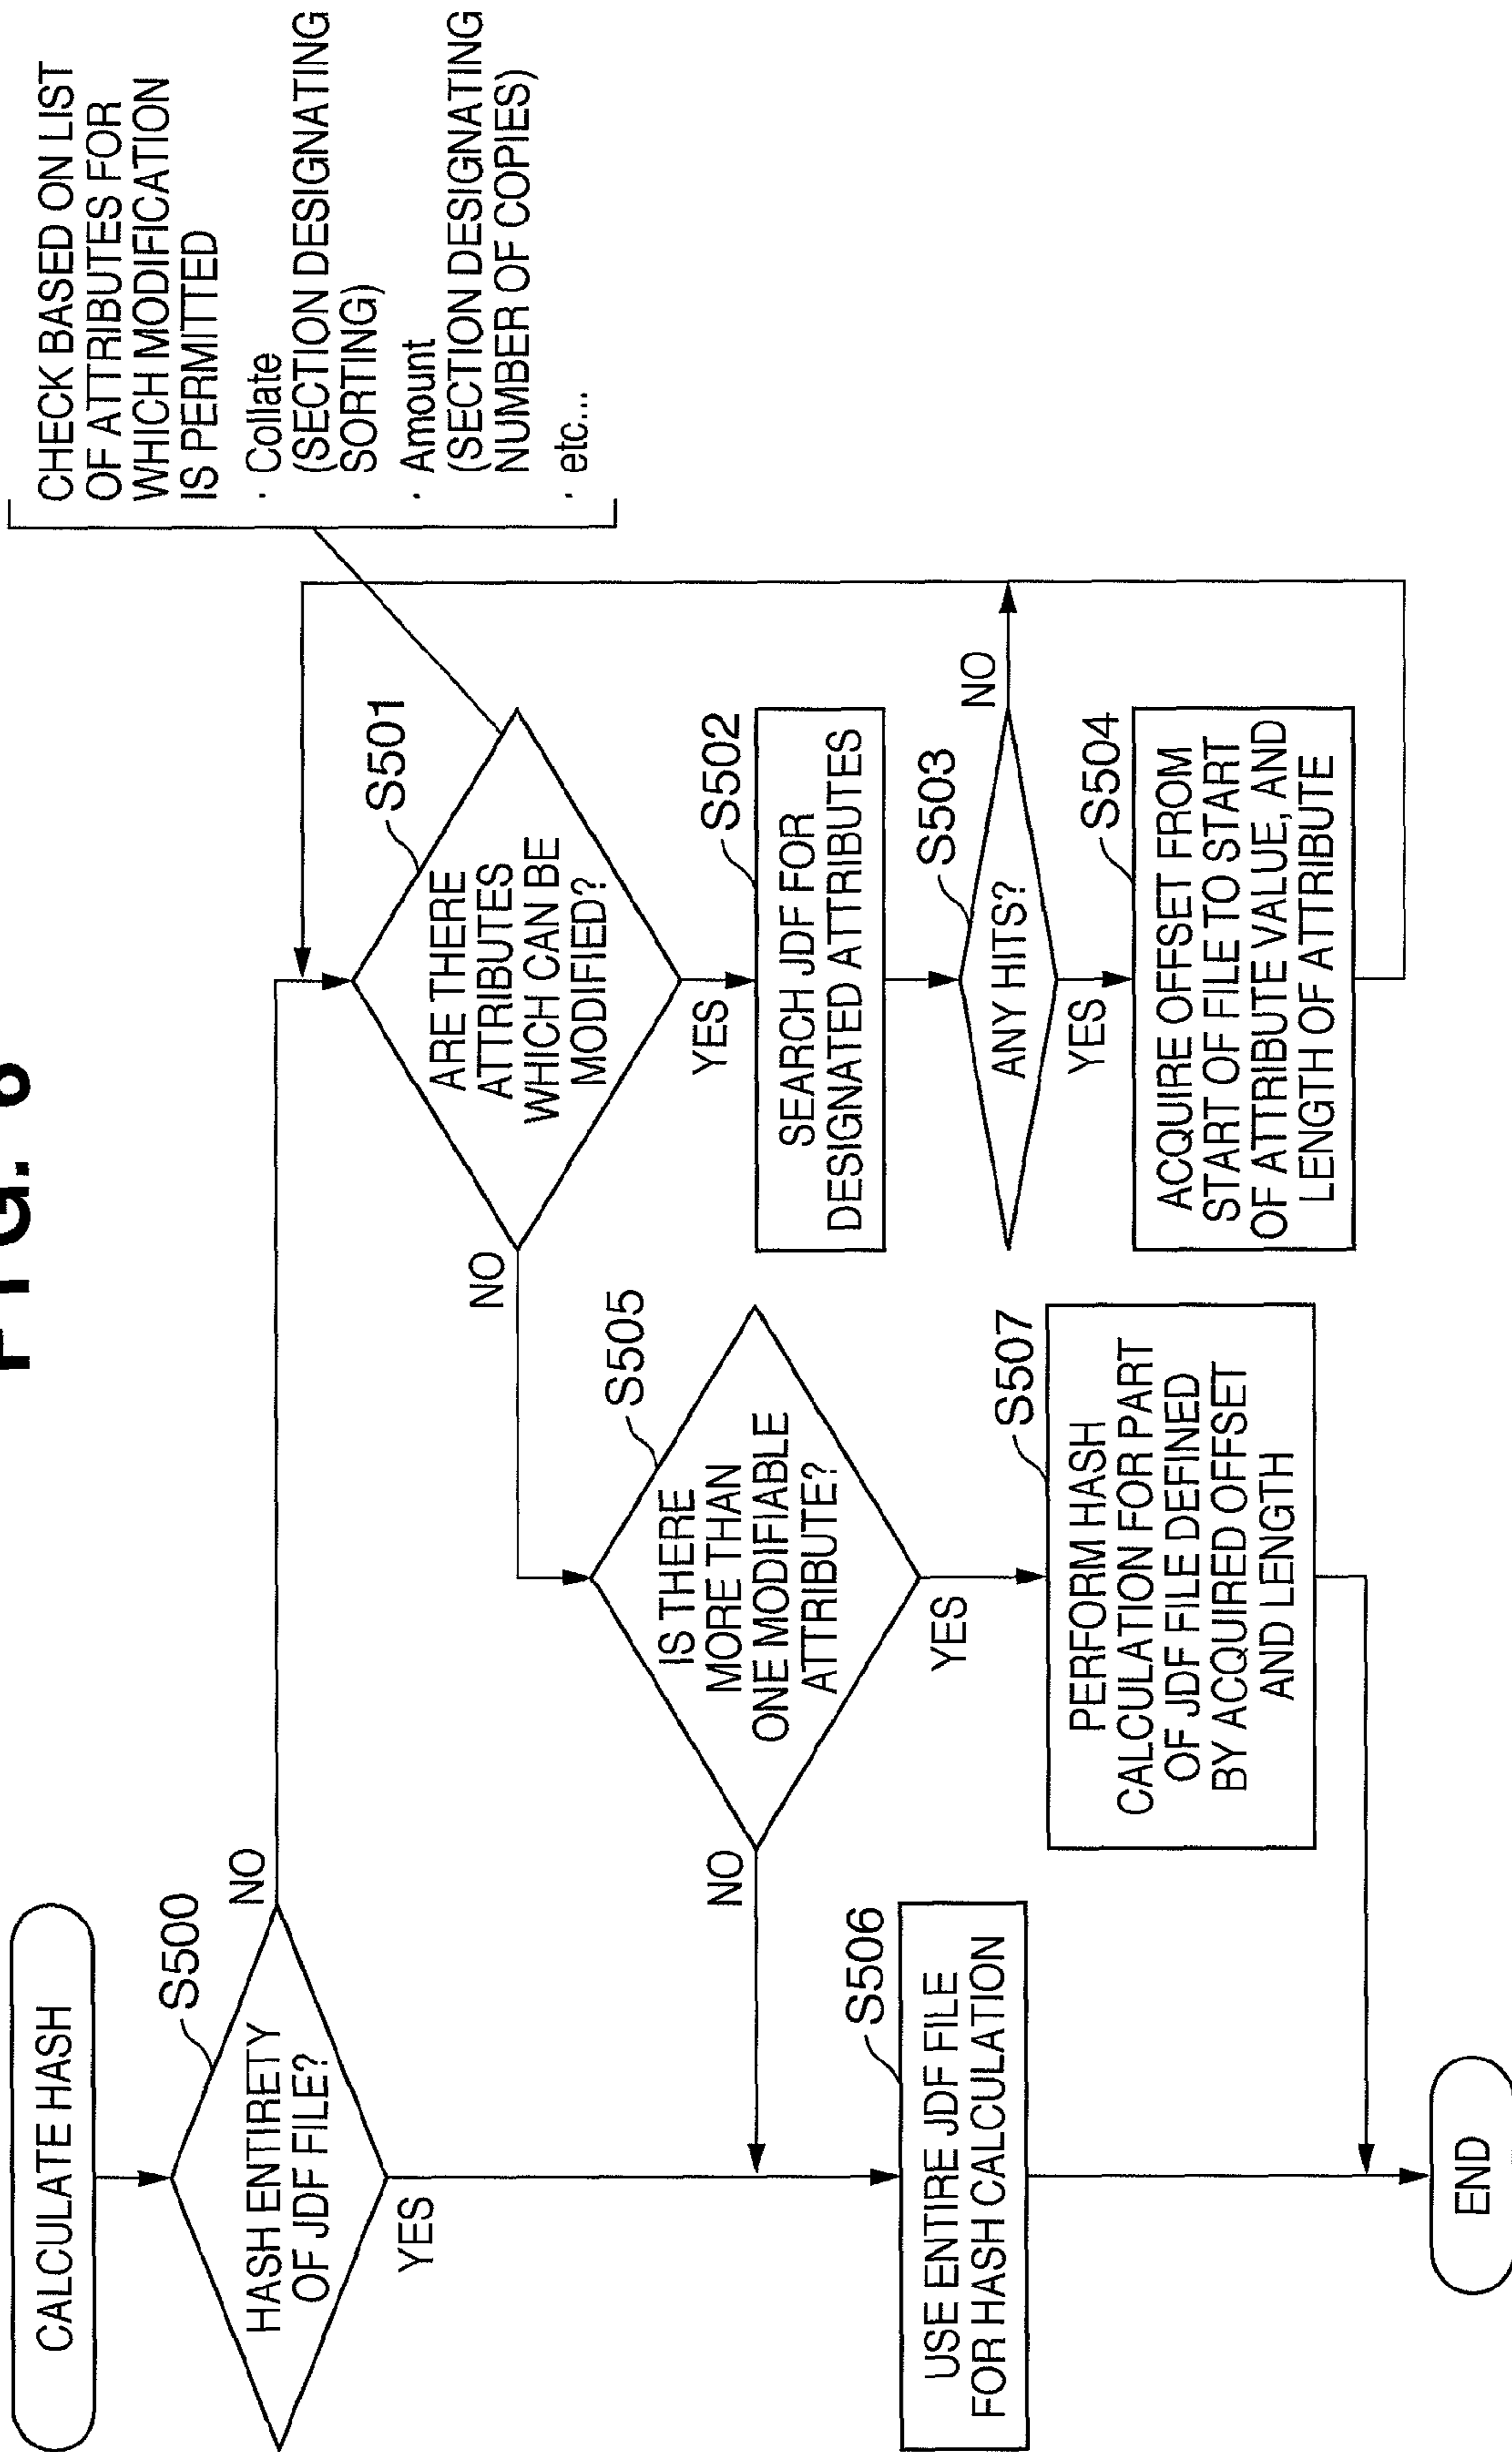 FIG.
CALCULATE HASH
S500
HASH ENTIRETY
OF JDF FILE?
NO
YES
S501
ARE THERE
ATTRIBUTES
WHICH CAN BE
MODIFIED?
NO
YES
CHECK BASED ON LIST
OF ATTRIBUTES FOR
WHICH MODIFICATION
IS PERMITTED
· Collate
(SECTION DESIGNATING
SORTING)
· Amount
(SECTION DESIGNATING
NUMBER OF COPIES)
· etc...
S502
SEARCH JDF FOR
DESIGNATED ATTRIBUTES
S503
ANY HITS?
NO
YES
S504
ACQUIRE OFFSET FROM
START OF FILE TO START
OF ATTRIBUTE VALUE, AND
LENGTH OF ATTRIBUTE
S505
IS THERE
MORE THAN
ONE MODIFIABLE
ATTRIBUTE?
NO
YES
S506
USE ENTIRE JDF FILE
FOR HASH CALCULATION
S507
PERFORM HASH
CALCULATION FOR PART
OF JDF FILE DEFINED
BY ACQUIRED OFFSET
AND LENGTH
END